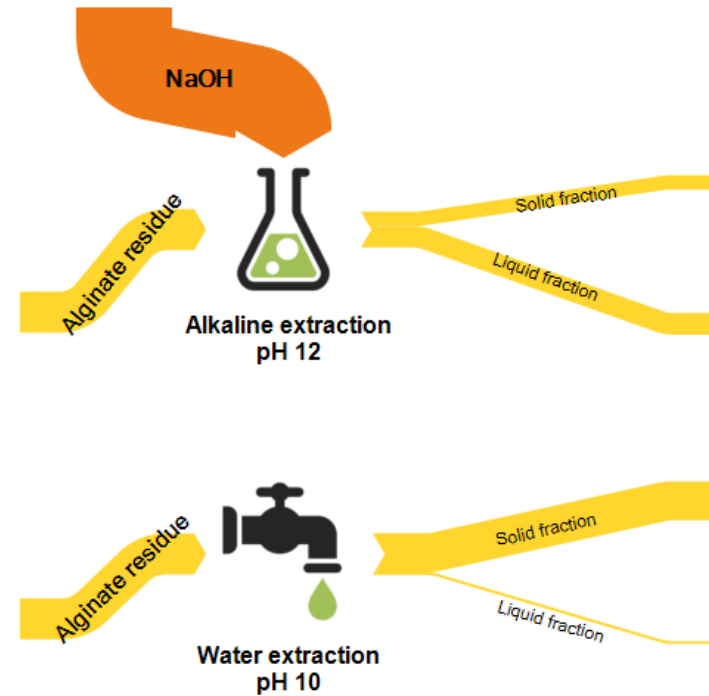 NaOH
Alginate residue
Solid fraction
Liquid fraction
Alkaline extraction
pH 12
Alginate residue
Solid fraction
Liquid fraction
Water extraction
pH 10